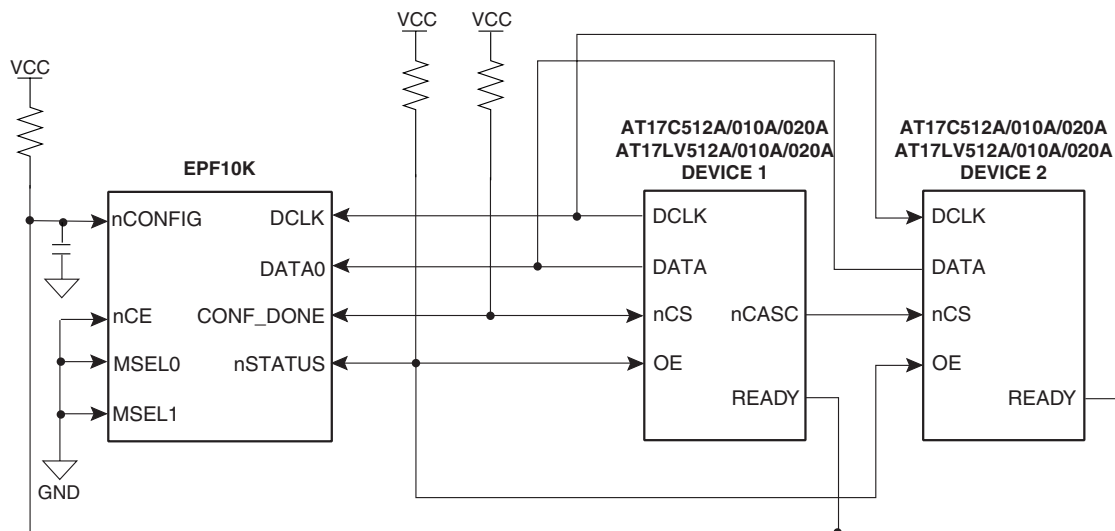 VCC
VCC
VCC
EPF10K
nCONFIG
DCLK
DATA0
nCE
CONF_DONE
MSEL0
nSTATUS
MSEL1
GND
AT17C512A/010A/020A
AT17LV512A/010A/020A
DEVICE 1
DCLK
DATA
nCS
nCASC
OE
READY
AT17C512A/010A/020A
AT17LV512A/010A/020A
DEVICE 2
DCLK
DATA
nCS
OE
READY